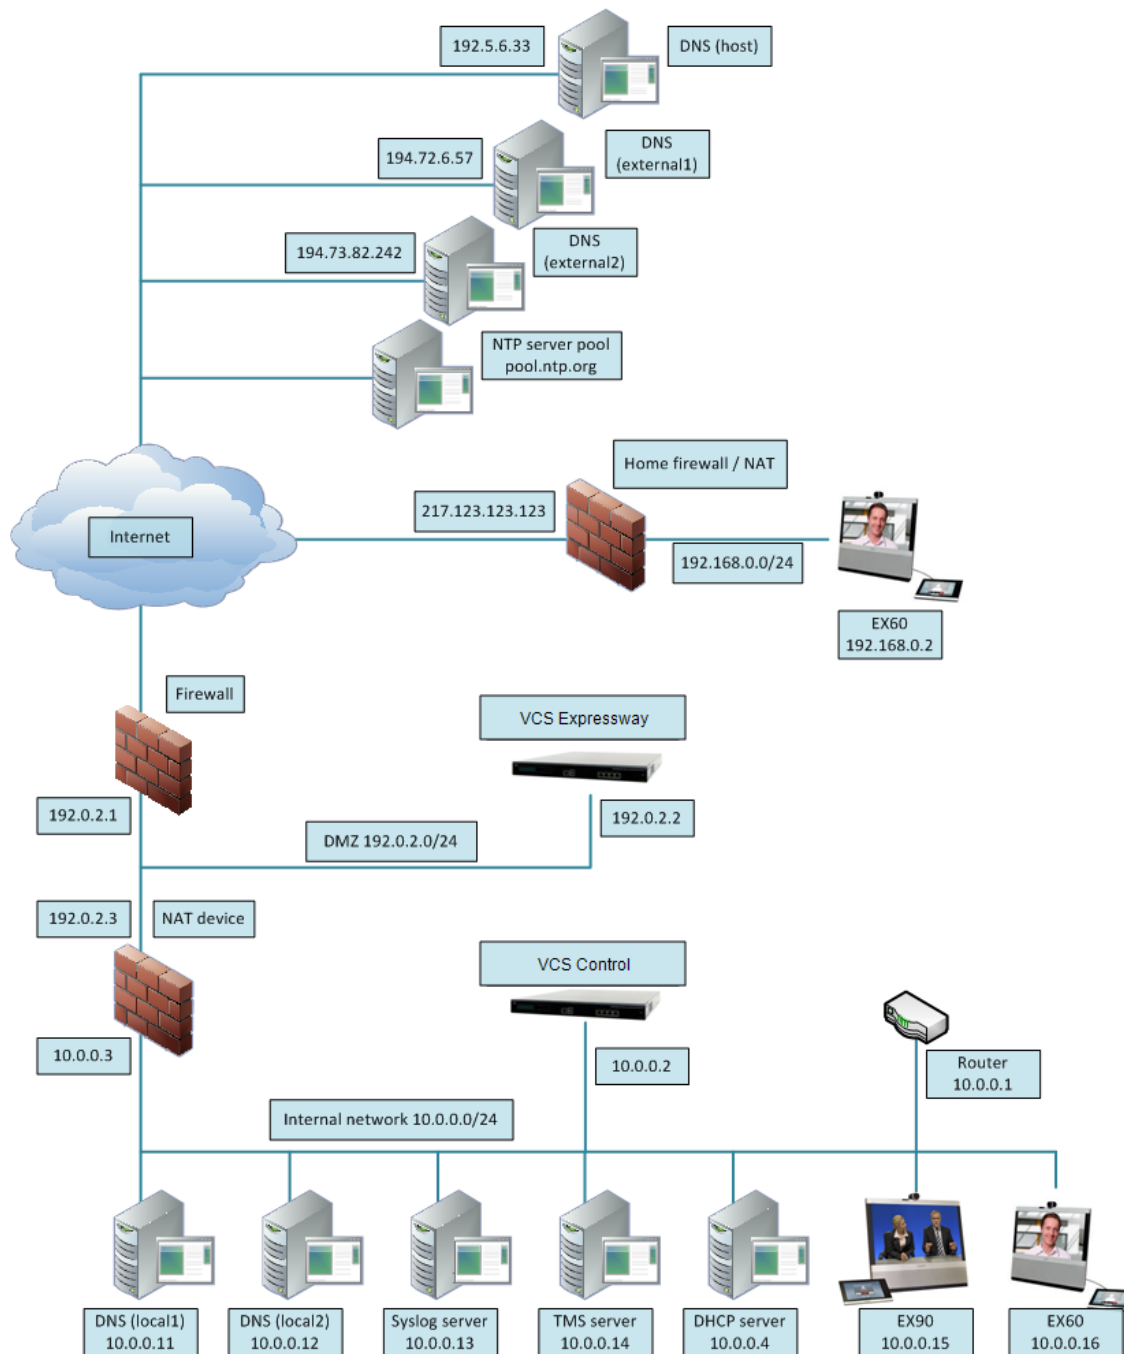 192.5.6.33
DNS (host)
194.72.6.57
DNS
(external1)
194.73.82.242
DNS
(external2)
NTP server pool
pool.ntp.org
Home firewall / NAT
217.123.123.123
Internet
192.168.0.0/24
EX60
192.168.0.2
Firewall
VCS Expressway
192.0.2.1
192.0.2.2
DMZ 192.0.2.0/24
192.0.2.3
NAT device
VCS Control
10.0.0.3
10.0.0.2
Router
10.0.0.1
Internal network 10.0.0.0/24
DNS (local1)
10.0.0.11
DNS (local2)
10.0.0.12
Syslog server
10.0.0.13
TMS server
10.0.0.14
DHCP server
10.0.0.4
EX90
10.0.0.15
EX60
10.0.0.16